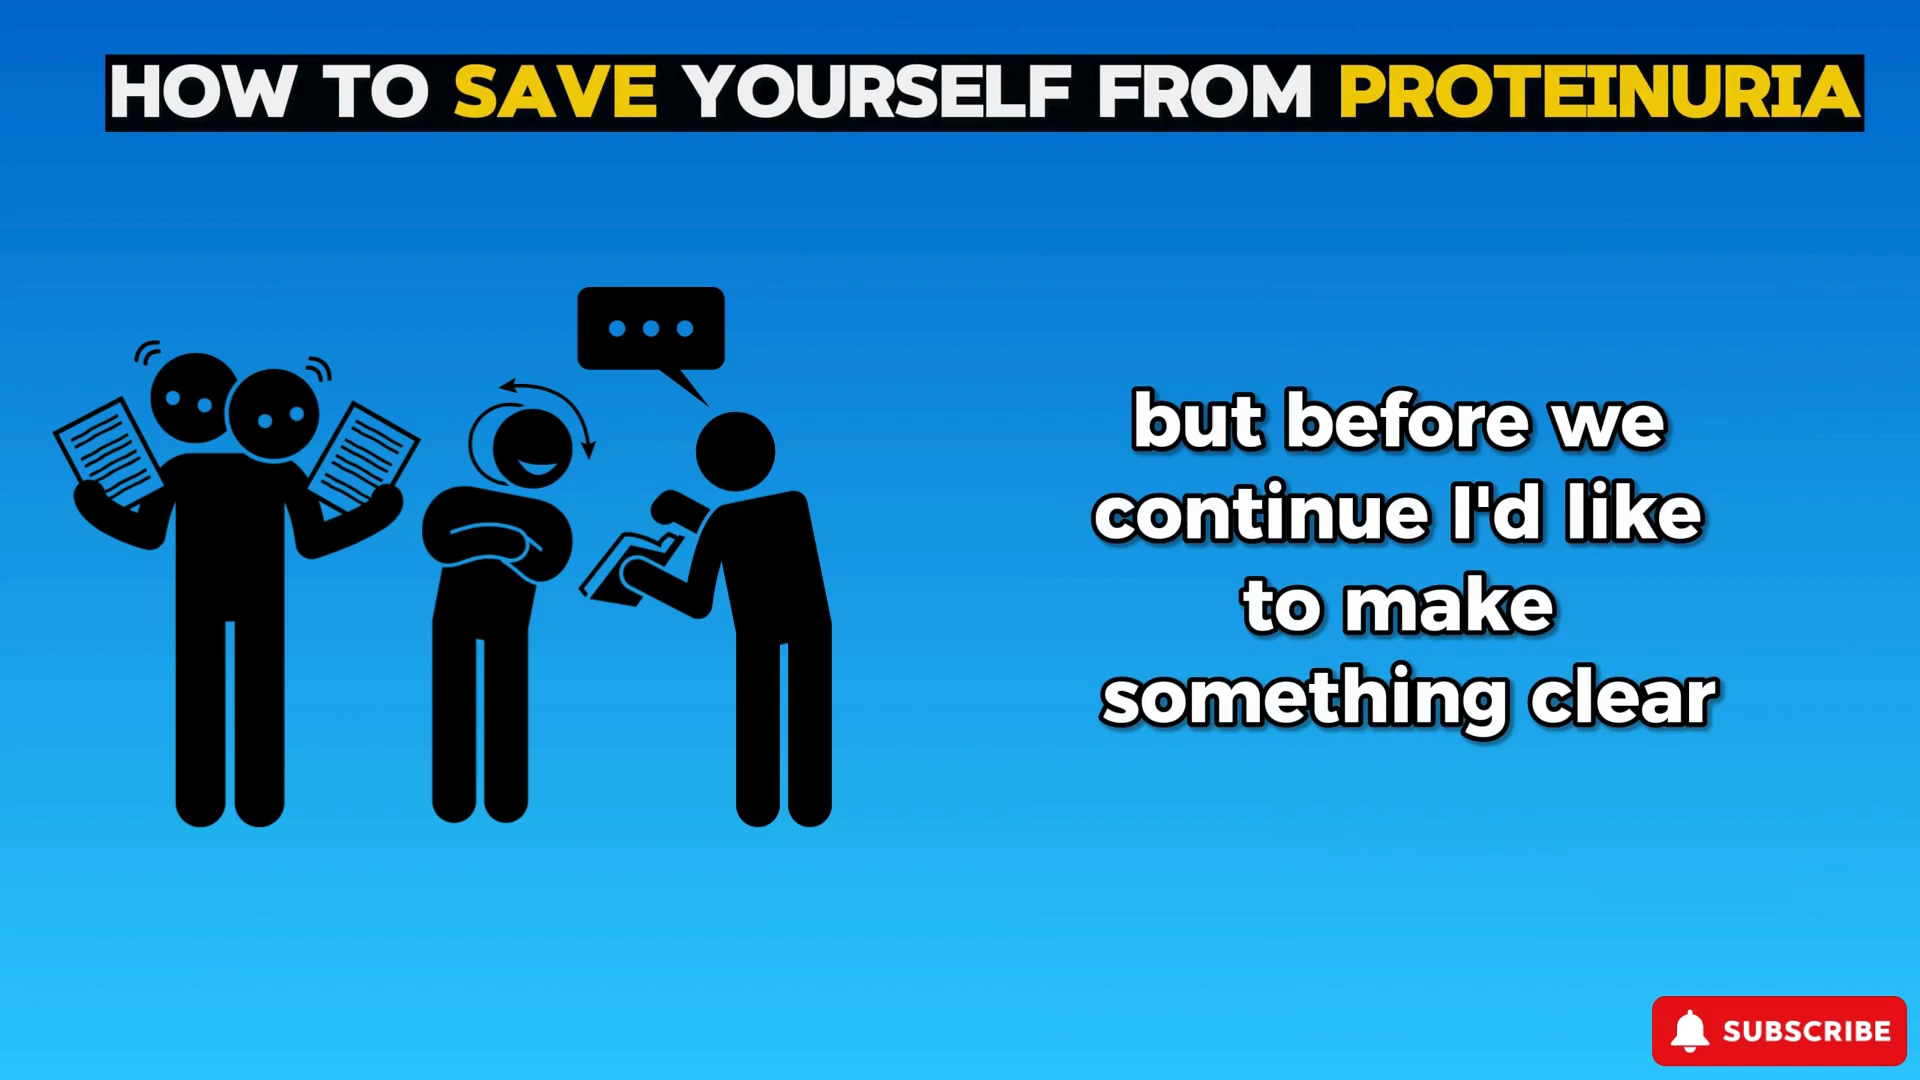 HOW TO SAVE YOURSELF FROM PROTEINURIA
but before we
continue I'd like
to make
something clear
SUBSCRIBE